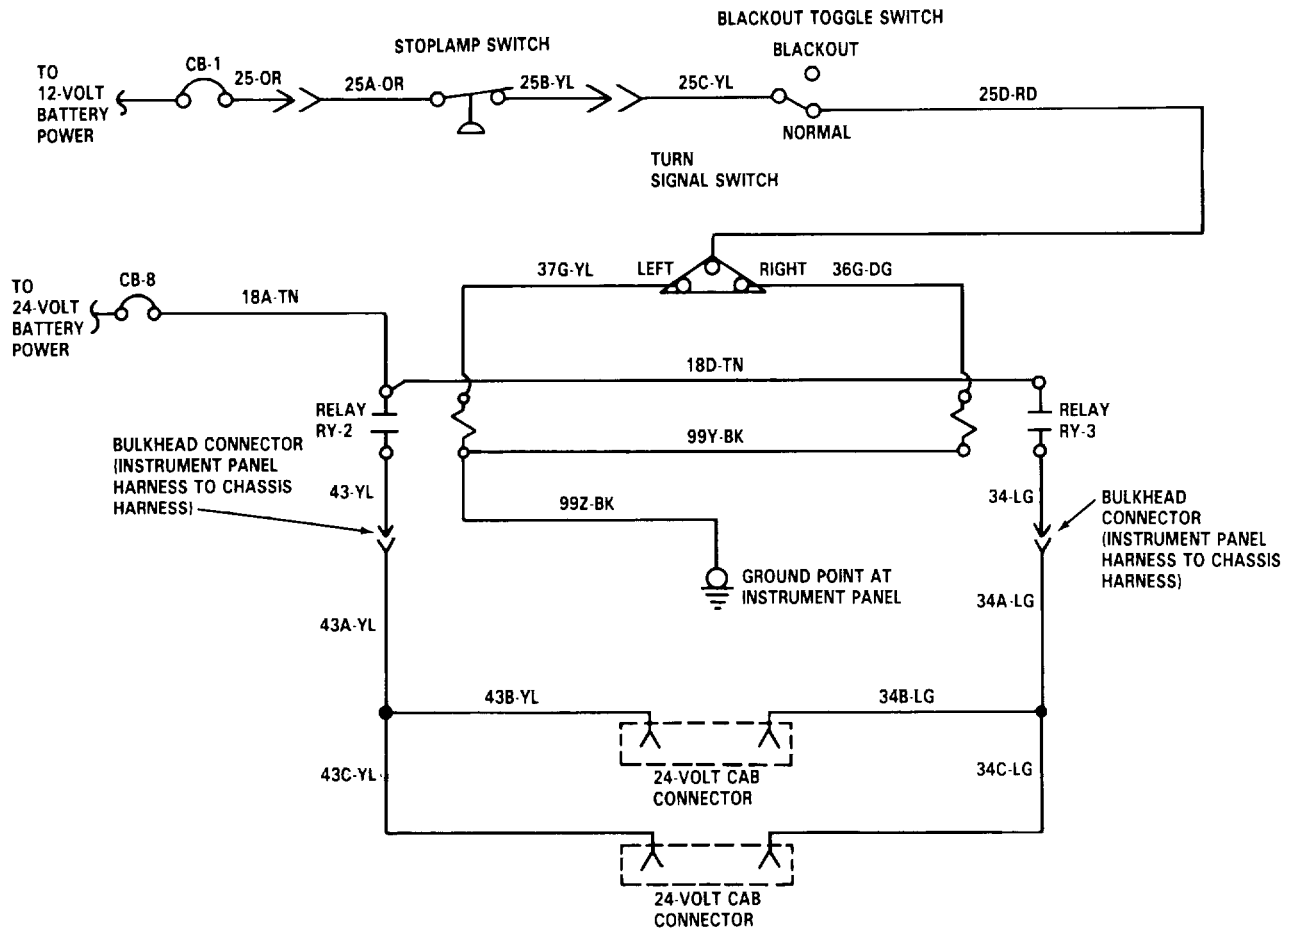 BLACKOUT TOGGLE SWITCH
STOPLAMP SWITCH
BLACKOUT
CB-1
TO
12-VOLT
BATTERY
POWER
25-OR
25A-OR
25B-YL
25C-YL
25D-RD
NORMAL
TURN
SIGNAL SWITCH
37G-YL
LEFT
RIGHT
36G-DG
TO
24-VOLT
BATTERY
POWER
CB-8
18A-TN
18D-TN
RELAY
RY-2
RELAY
RY-3
99Y-BK
BULKHEAD CONNECTOR
(INSTRUMENT PANEL
HARNESS TO CHASSIS
HARNESS)
43-YL
99Z-BK
34-LG
BULKHEAD
CONNECTOR
(INSTRUMENT PANEL
HARNESS TO CHASSIS
HARNESS)
GROUND POINT AT
INSTRUMENT PANEL
43A-YL
34A-LG
43B-YL
34B-LG
43C-YL
24-VOLT CAB
CONNECTOR
34C-LG
24-VOLT CAB
CONNECTOR